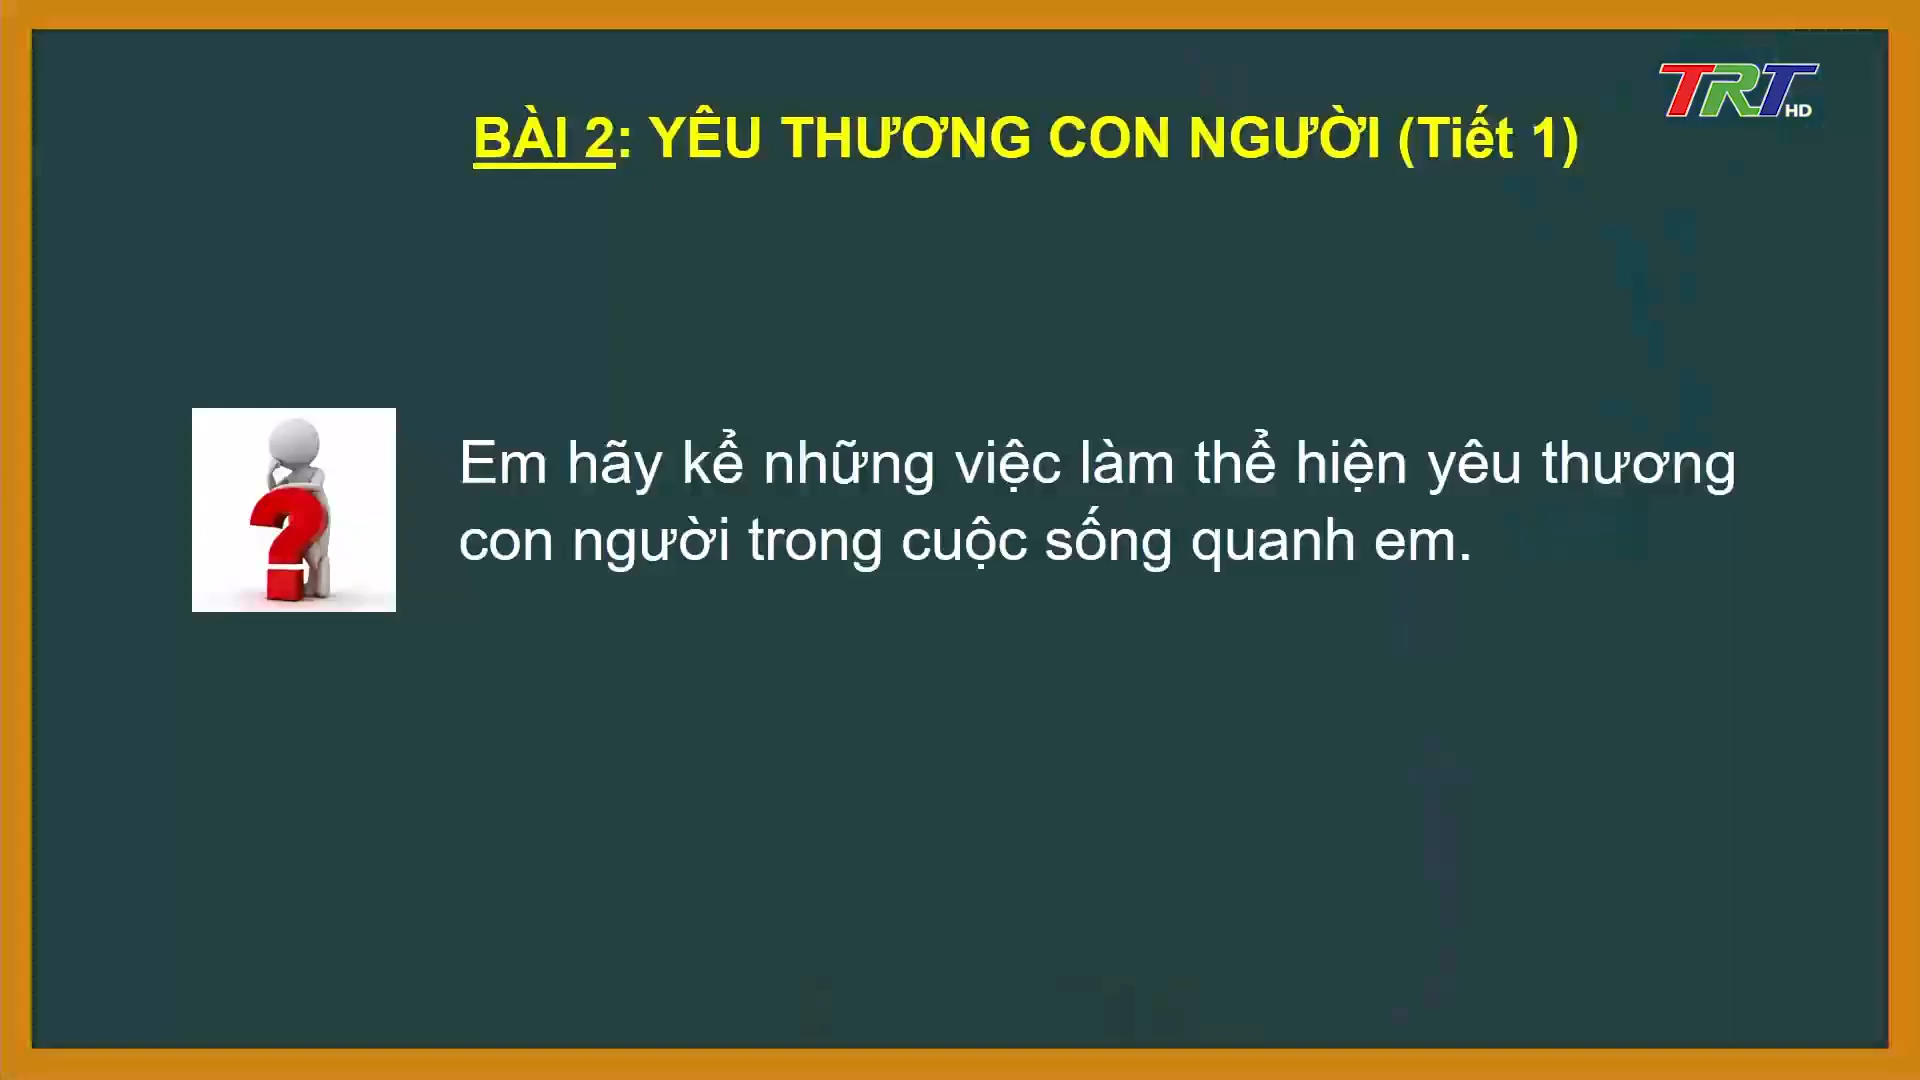 TRT HD
BÀI 2: YÊU THƯƠNG CON NGƯỜI (Tiết 1)
Em hãy kể những việc làm thể hiện yêu thương
con người trong cuộc sống quanh em.